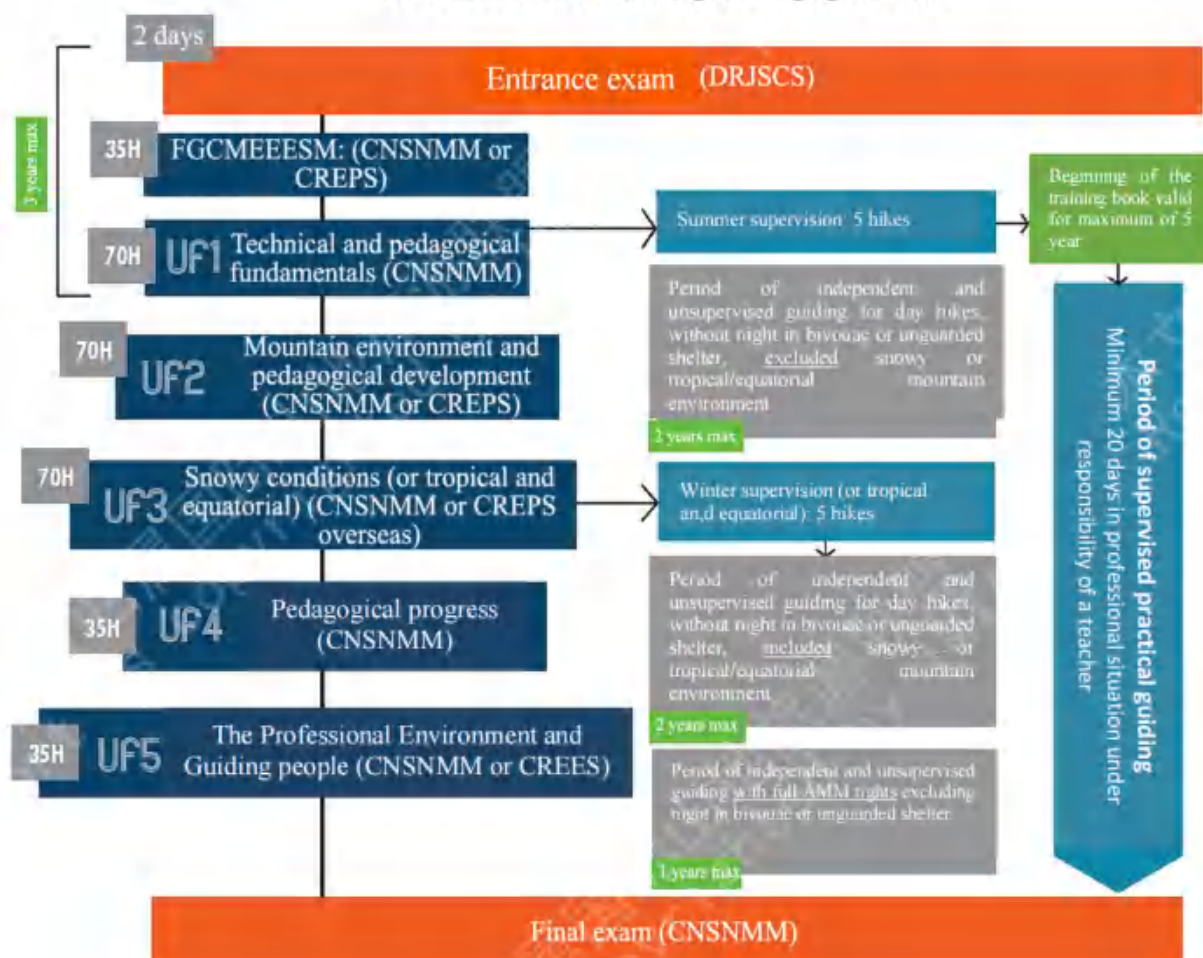 2 days
Entrance exam (DRJSCS)
3 years max
35H
FGCMEEESM: (CNSNMM or
CREPS)
70H
UF1
Technical and pedagogical
fundamentals (CNSNMM)
Summer supervision: 5 hikes
Beginning of the
training book valid
for maximum of 5
year
Period of independent and
unsupervised guiding for day hikes,
without night in bivouac or unguarded
shelter, excluded snowy or
tropical/equatorial mountain
environment
2 years max
70H
UF2
Mountain environment and
pedagogical development
(CNSNMM or CREPS)
70H
UF3
Snowy conditions (or tropical and
equatorial) (CNSNMM or CREPS
overseas)
Winter supervision (or tropical
an,d equatorial): 5 hikes
Period of independent and
unsupervised guiding for day hikes,
without night in bivouac or unguarded
shelter, included snowy or
tropical/equatorial mountain
environment
2 years max
35H
UF4
Pedagogical progress
(CNSNMM)
35H
UF5
The Professional Environment and
Guiding people (CNSNMM or CREES)
Period of independent and unsupervised
guiding with full AMM rights excluding
night in bivouac or unguarded shelter
1 years max
Period of supervised practical guiding
Minimum 20 days in professional situation under
responsibility of a teacher
Final exam (CNSNMM)